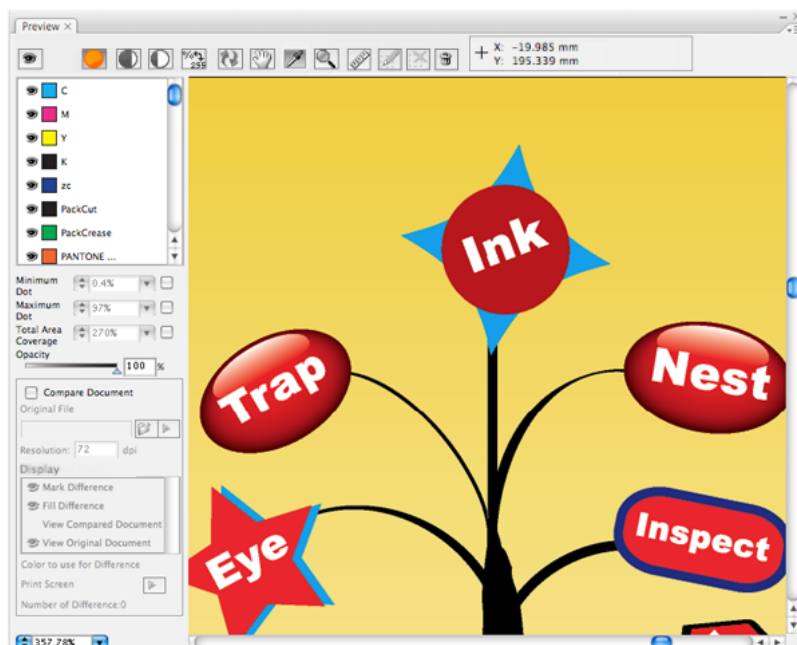 Preview ×
X: -19.985 mm
Y: 195.339 mm
C
M
Y
K
zc
PackCut
PackCrease
PANTONE ...
Minimum Dot 0.4%
Maximum Dot 97%
Total Area Coverage 270%
Opacity
100 %
Compare Document
Original File
Resolution: 72 dpi
Display
Mark Difference
Fill Difference
View Compared Document
View Original Document
Color to use for Difference
Print Screen
Number of Difference:0
357.78%
Ink
Trap
Nest
Eye
Inspect